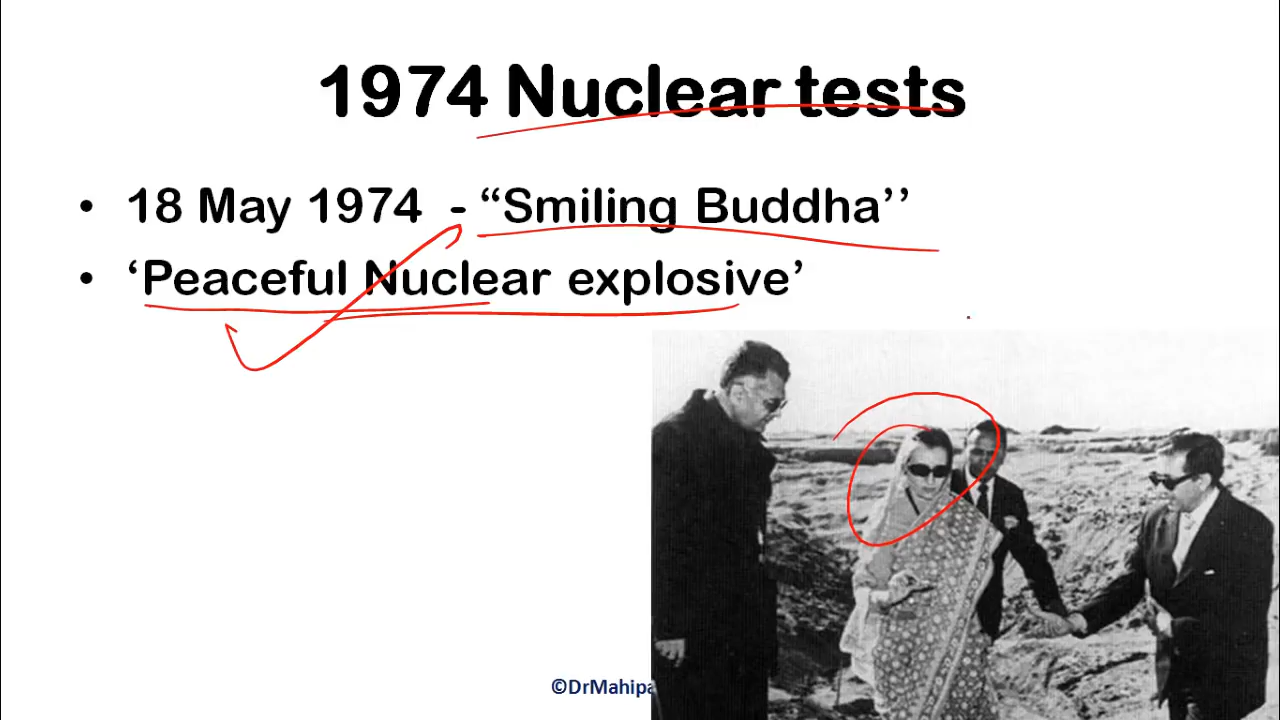 1974 Nuclear tests
• 18 May 1974 - “Smiling Buddha’’
• ‘Peaceful Nuclear explosive’
©DrMahipa